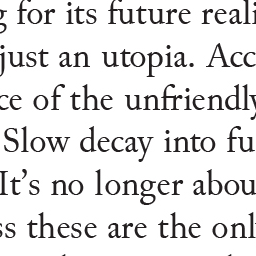 for its future reali
just an utopia. Acc
ce of the unfriendly
Slow decay into fu
It's no longer abou
ss these are the onl